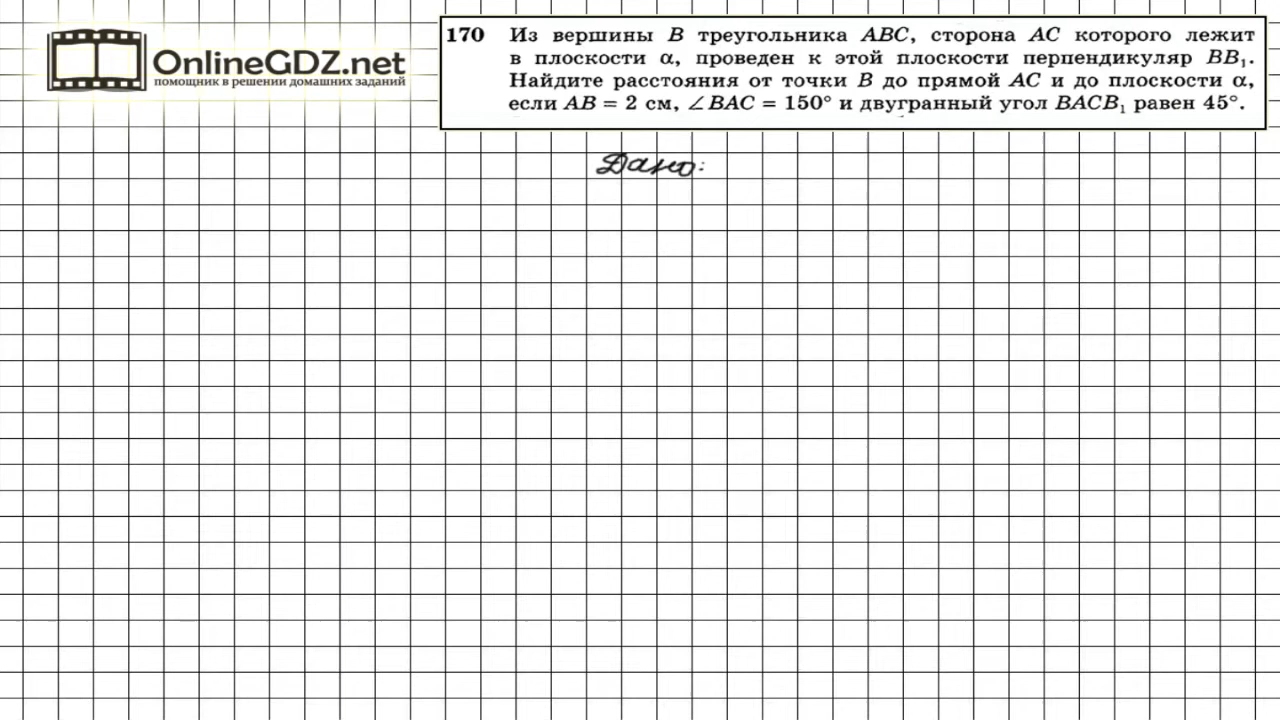 OnlineGDZ.net
помощник в решении домашних заданий
170 Из вершины B треугольника ABC, сторона AC которого лежит
в плоскости α, проведен к этой плоскости перпендикуляр BB₁.
Найдите расстояния от точки B до прямой AC и до плоскости α,
если AB = 2 см, ∠BAC = 150° и двугранный угол BACB₁ равен 45°.
Дано: